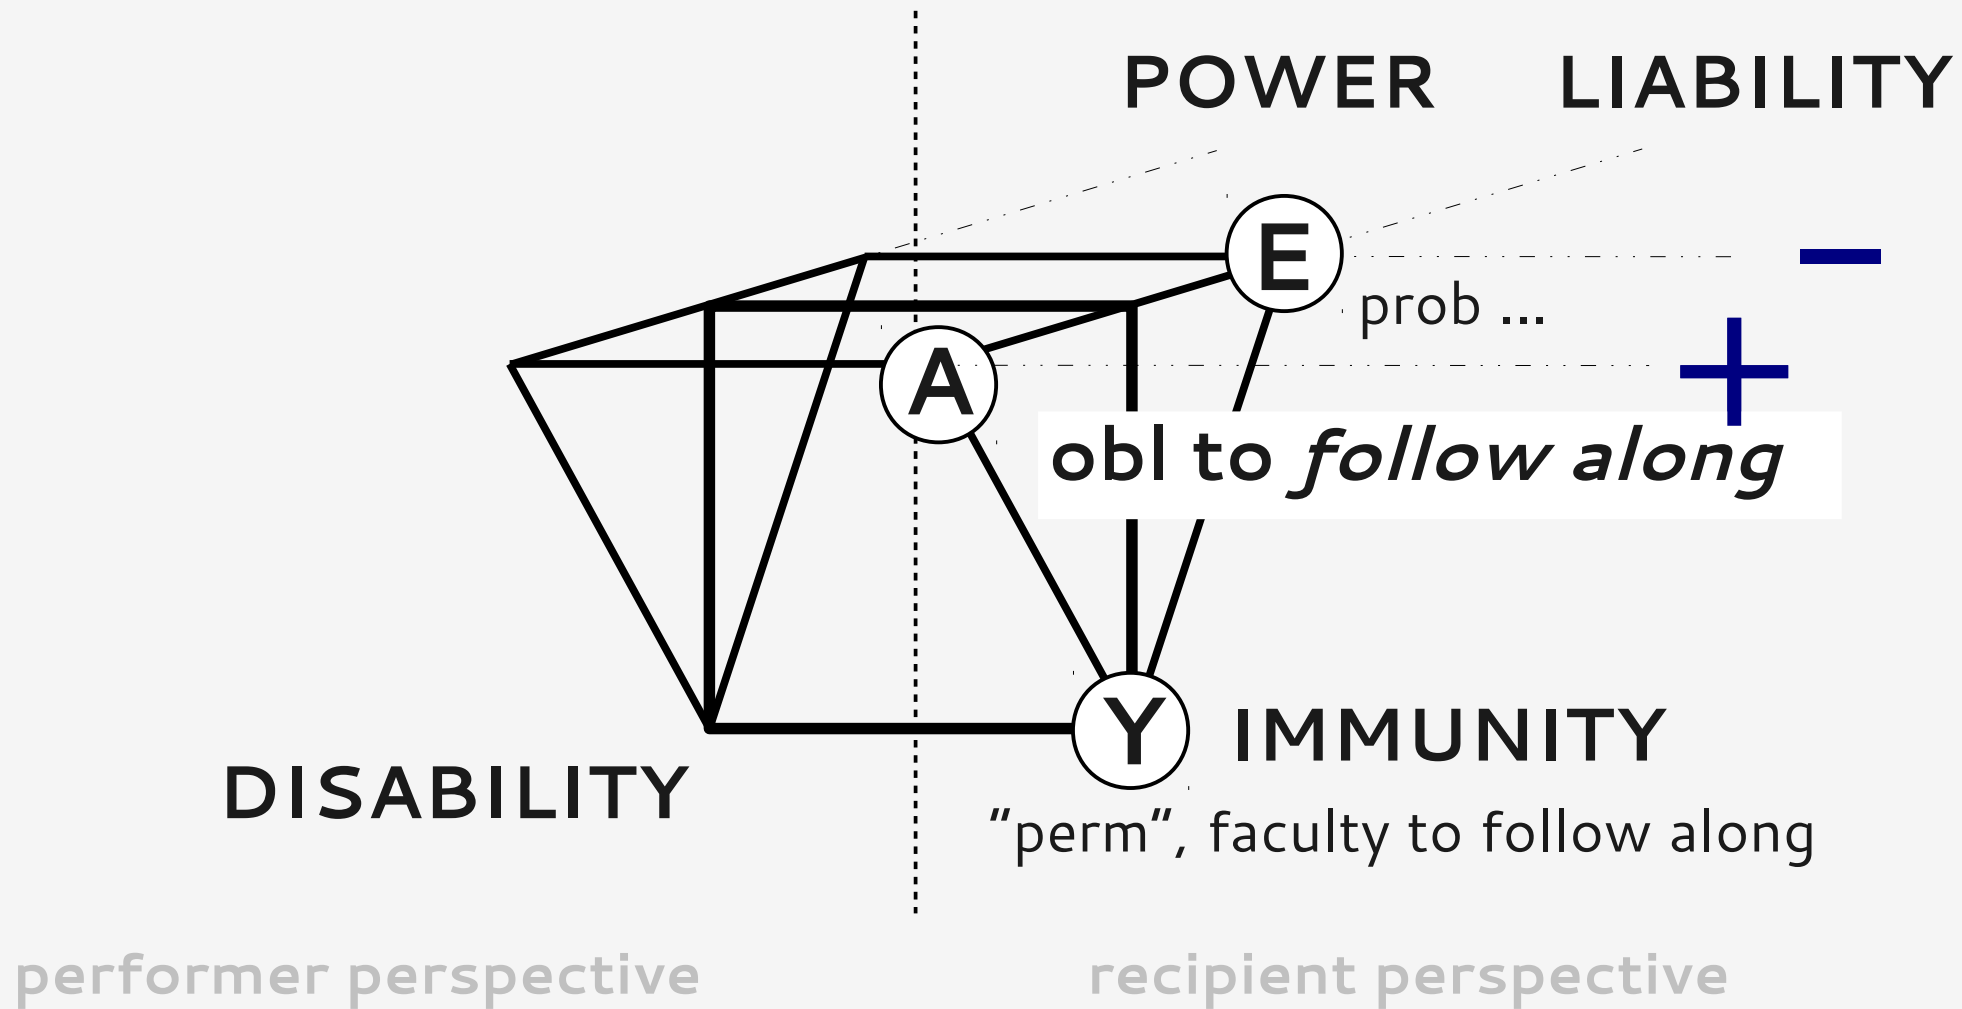 POWER LIABILITY
E
−
prob ...
A
+
obl to follow along
Y
IMMUNITY
DISABILITY
“perm“, faculty to follow along
performer perspective
recipient perspective